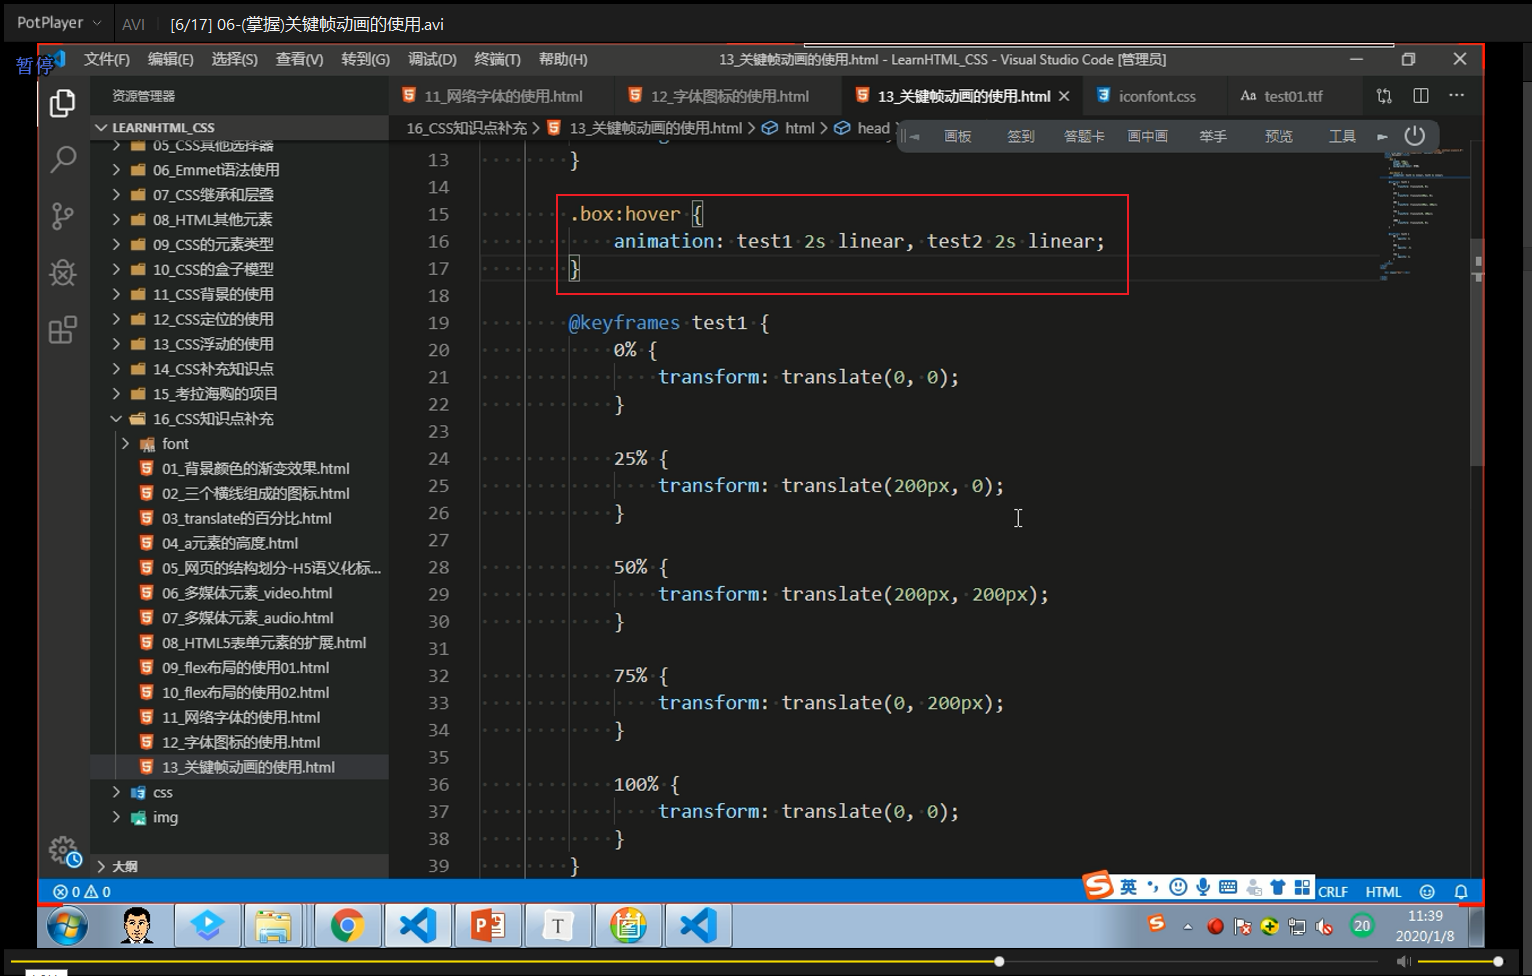 PotPlayer AVI [6/17] 06-(掌握)关键帧动画的使用.avi
暂停
文件(F) 编辑(E) 选择(S) 查看(V) 转到(G) 调试(D) 终端(T) 帮助(H) 13_关键帧动画的使用.html - LearnHTML_CSS - Visual Studio Code [管理员]
资源管理器
11_网络字体的使用.html 12_字体图标的使用.html 13_关键帧动画的使用.html iconfont.css Aa test01.ttf
LEARNHTML_CSS
16_CSS知识点补充 > 13_关键帧动画的使用.html > html > head
画板 签到 答题卡 画中画 举手 预览 工具
05_CSS其他选择器
06_Emmet语法使用
07_CSS继承和层叠
08_HTML其他元素
09_CSS的元素类型
10_CSS的盒子模型
11_CSS背景的使用
12_CSS定位的使用
13_CSS浮动的使用
14_CSS补充知识点
15_考拉海购的项目
16_CSS知识点补充
font
01_背景颜色的渐变效果.html
02_三个横线组成的图标.html
03_translate的百分比.html
04_a元素的高度.html
05_网页的结构划分-H5语义化标...
06_多媒体元素_video.html
07_多媒体元素_audio.html
08_HTML5表单元素的扩展.html
09_flex布局的使用01.html
10_flex布局的使用02.html
11_网络字体的使用.html
12_字体图标的使用.html
13_关键帧动画的使用.html
css
img
大纲
13 }
14
15 .box:hover {
16 animation: test1 2s linear, test2 2s linear;
17 }
18
19 @keyframes test1 {
20 0% {
21 transform: translate(0, 0);
22 }
23
24 25% {
25 transform: translate(200px, 0);
26 }
27
28 50% {
29 transform: translate(200px, 200px);
30 }
31
32 75% {
33 transform: translate(0, 200px);
34 }
35
36 100% {
37 transform: translate(0, 0);
38 }
39 }
0 0
英
CRLF HTML
20
11:39
2020/1/8